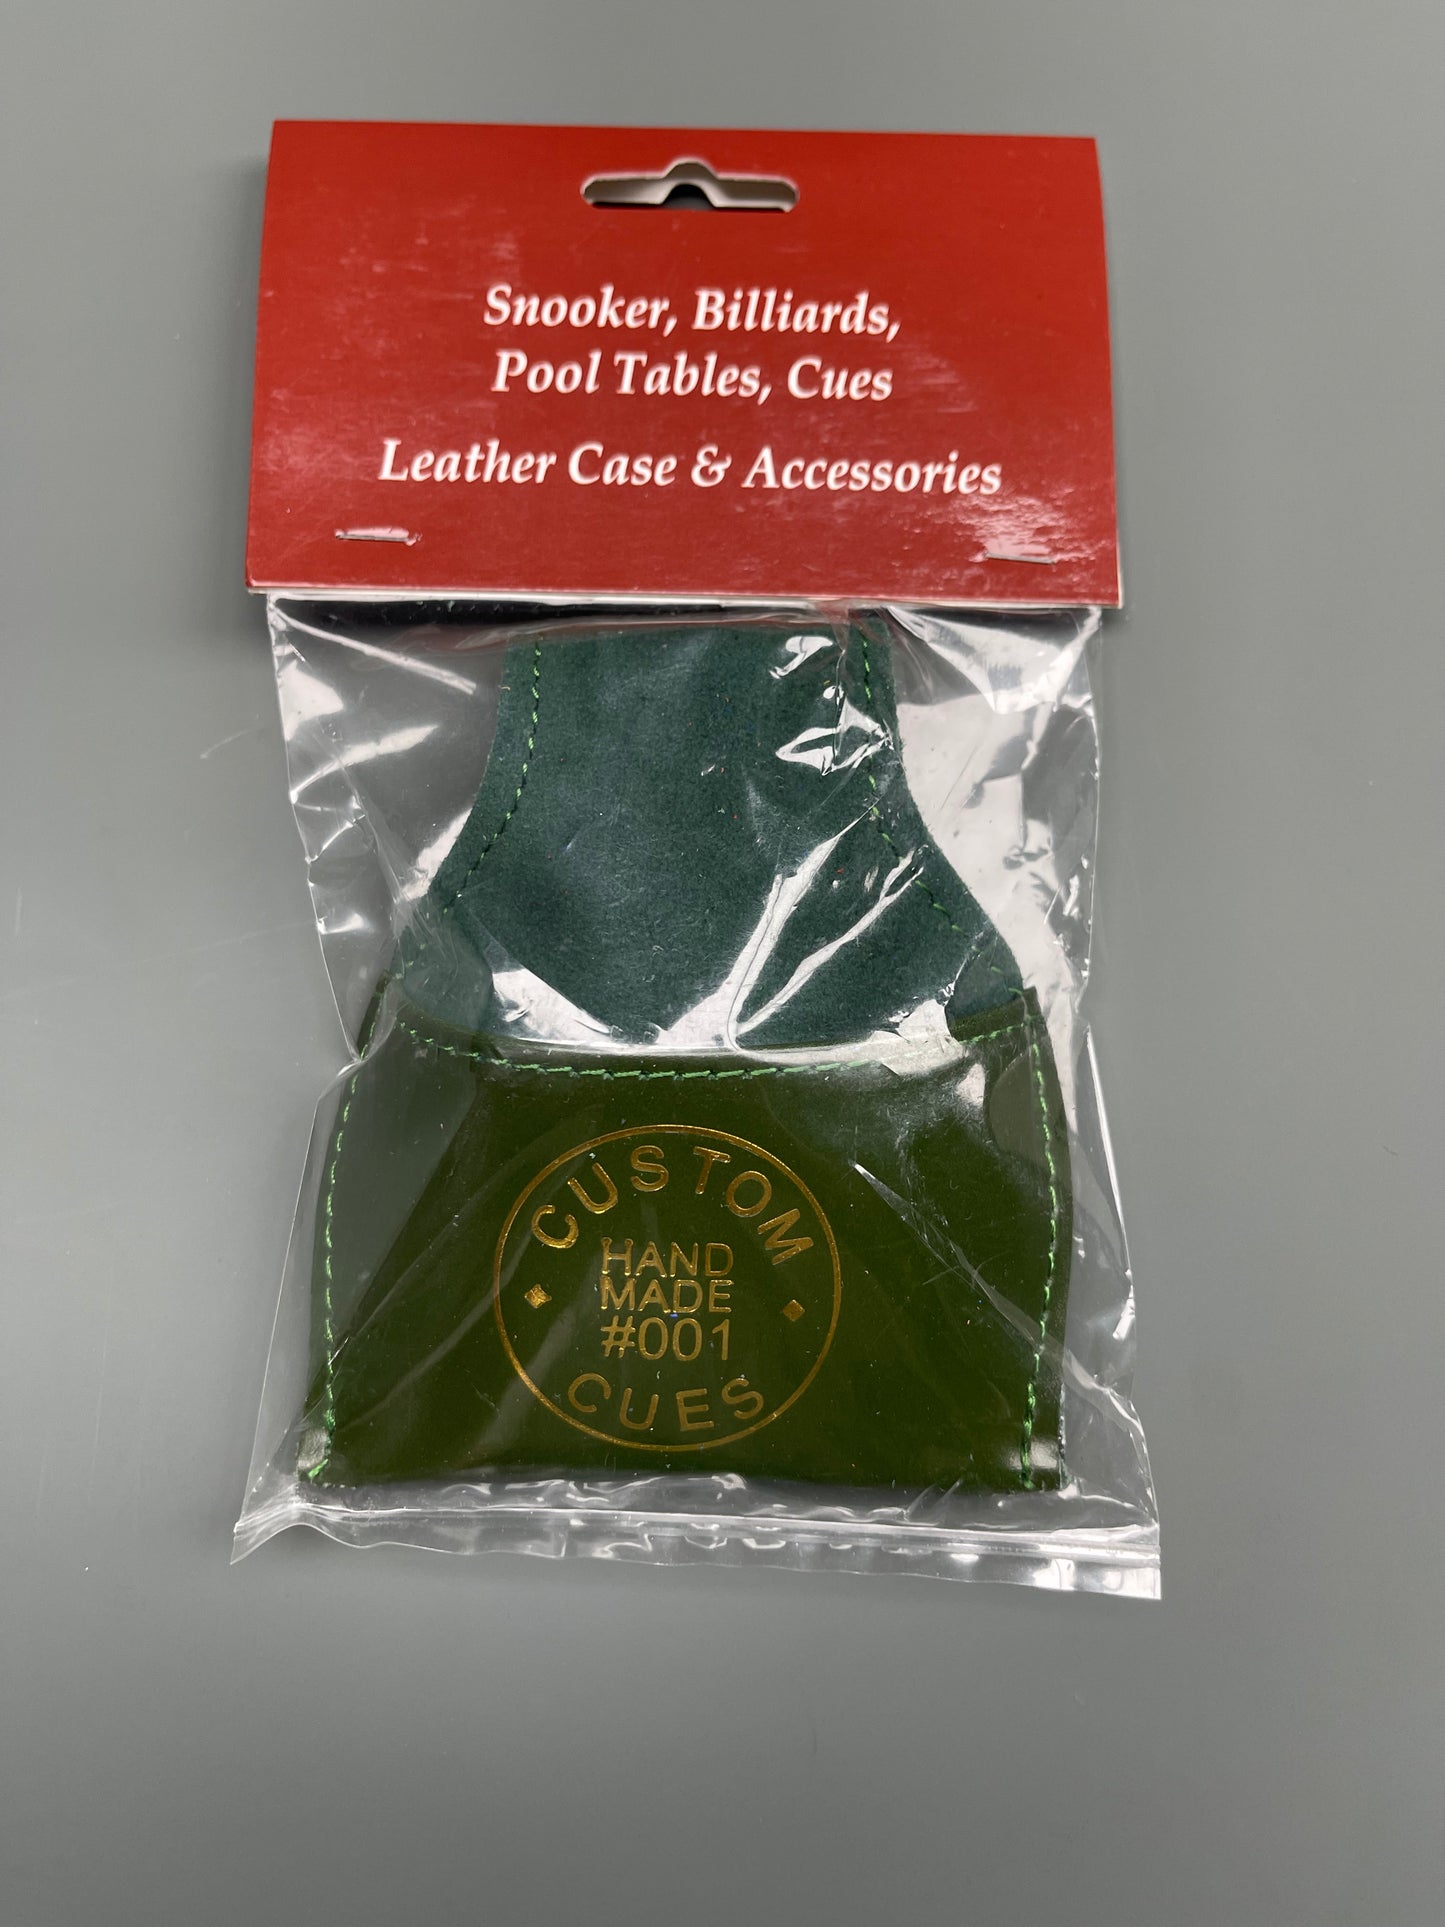 Snooker, Billiards,
Pool Tables, Cues
Leather Case & Accessories
CUSTOM
HAND
MADE
#001
CUES